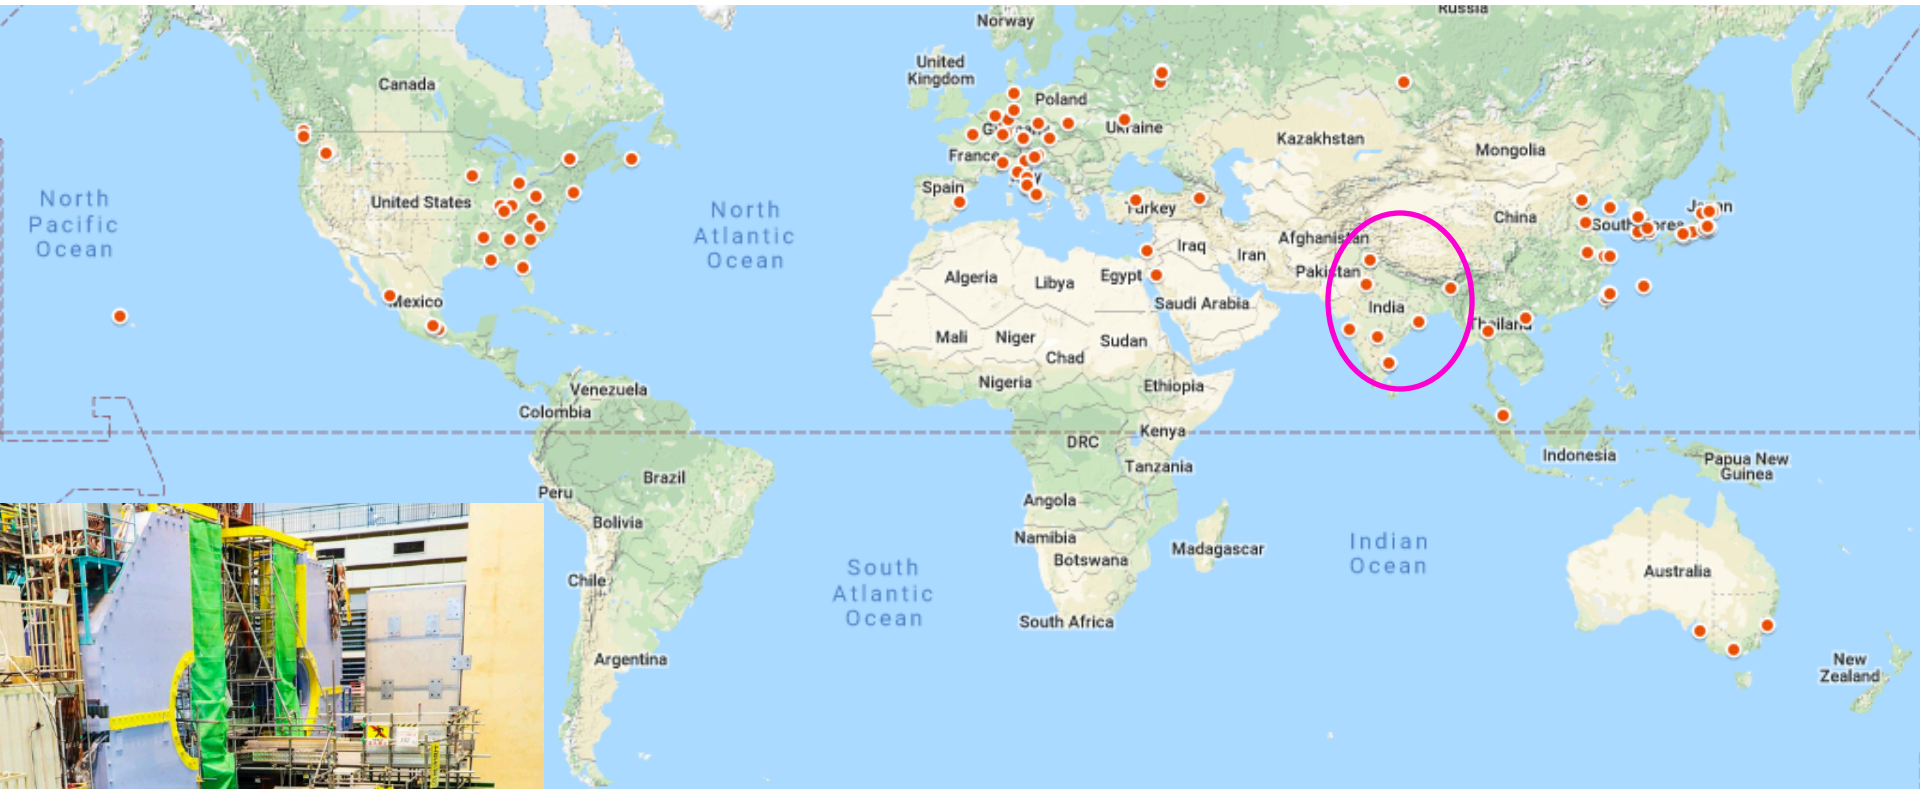 Russia
Norway
United
Kingdom
Canada
Poland
Ukraine
Kazakhstan
Mongolia
France
North
Pacific
Ocean
United States
North
Atlantic
Ocean
Spain
Turkey
China
Japan
Afghanistan
Iraq
Iran
Pakistan
Algeria
Libya
Egypt
Saudi Arabia
India
Mexico
Thailand
Mali
Niger
Chad
Sudan
Nigeria
Ethiopia
Venezuela
Colombia
DRC
Kenya
Tanzania
Indonesia
Papua New
Guinea
Brazil
Peru
Angola
Bolivia
Namibia
Botswana
Madagascar
Indian
Ocean
Chile
South
Atlantic
Ocean
Australia
South Africa
Argentina
New
Zealand